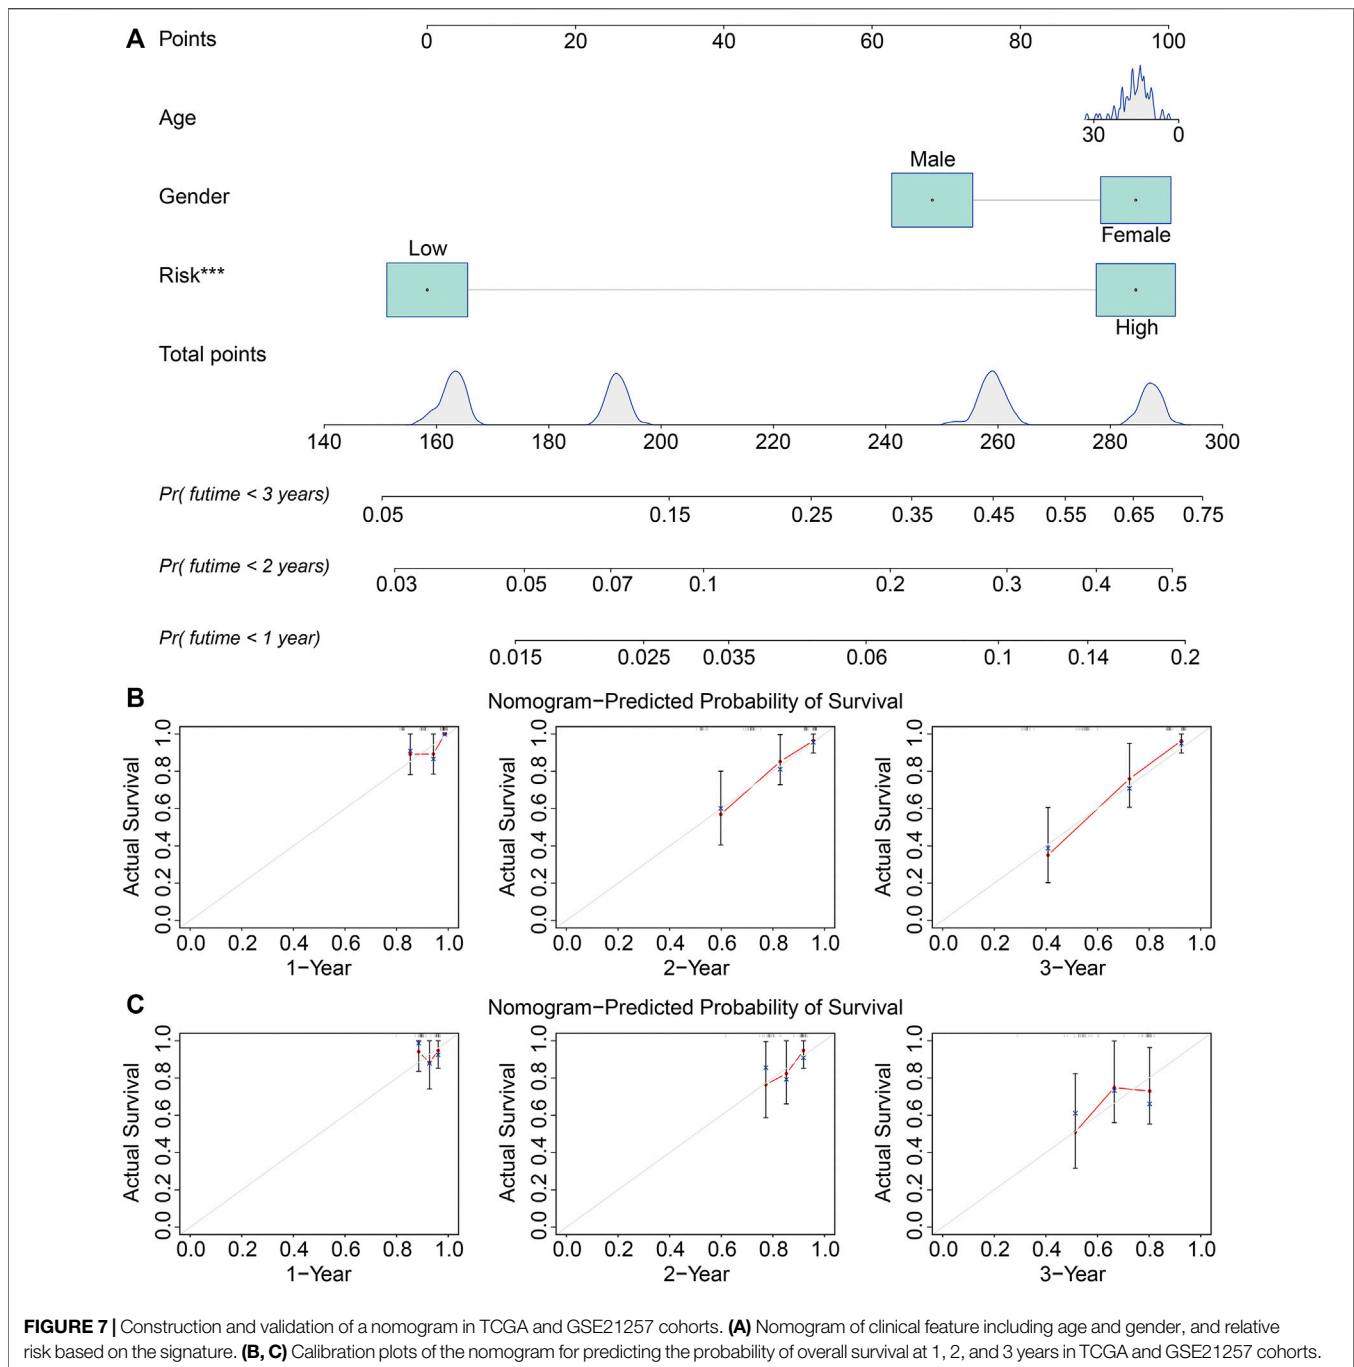 A Points 0 20 40 60 80 100
Age
30 0
Male
Gender
Female
Low
Risk***
High
Total points
140 160 180 200 220 240 260 280 300
Pr( futime < 3 years)
0.05 0.15 0.25 0.35 0.45 0.55 0.65 0.75
Pr( futime < 2 years)
0.03 0.05 0.07 0.1 0.2 0.3 0.4 0.5
Pr( futime < 1 year)
0.015 0.025 0.035 0.06 0.1 0.14 0.2
B
Nomogram−Predicted Probability of Survival
Actual Survival
0.0 0.2 0.4 0.6 0.8 1.0
0.0 0.2 0.4 0.6 0.8 1.0
1−Year
Actual Survival
0.0 0.2 0.4 0.6 0.8 1.0
0.0 0.2 0.4 0.6 0.8 1.0
2−Year
Actual Survival
0.0 0.2 0.4 0.6 0.8 1.0
0.0 0.2 0.4 0.6 0.8 1.0
3−Year
C
Nomogram−Predicted Probability of Survival
Actual Survival
0.0 0.2 0.4 0.6 0.8 1.0
0.0 0.2 0.4 0.6 0.8 1.0
1−Year
Actual Survival
0.0 0.2 0.4 0.6 0.8 1.0
0.0 0.2 0.4 0.6 0.8 1.0
2−Year
Actual Survival
0.0 0.2 0.4 0.6 0.8 1.0
0.0 0.2 0.4 0.6 0.8 1.0
3−Year
FIGURE 7 | Construction and validation of a nomogram in TCGA and GSE21257 cohorts. (A) Nomogram of clinical feature including age and gender, and relative
risk based on the signature. (B, C) Calibration plots of the nomogram for predicting the probability of overall survival at 1, 2, and 3 years in TCGA and GSE21257 cohorts.